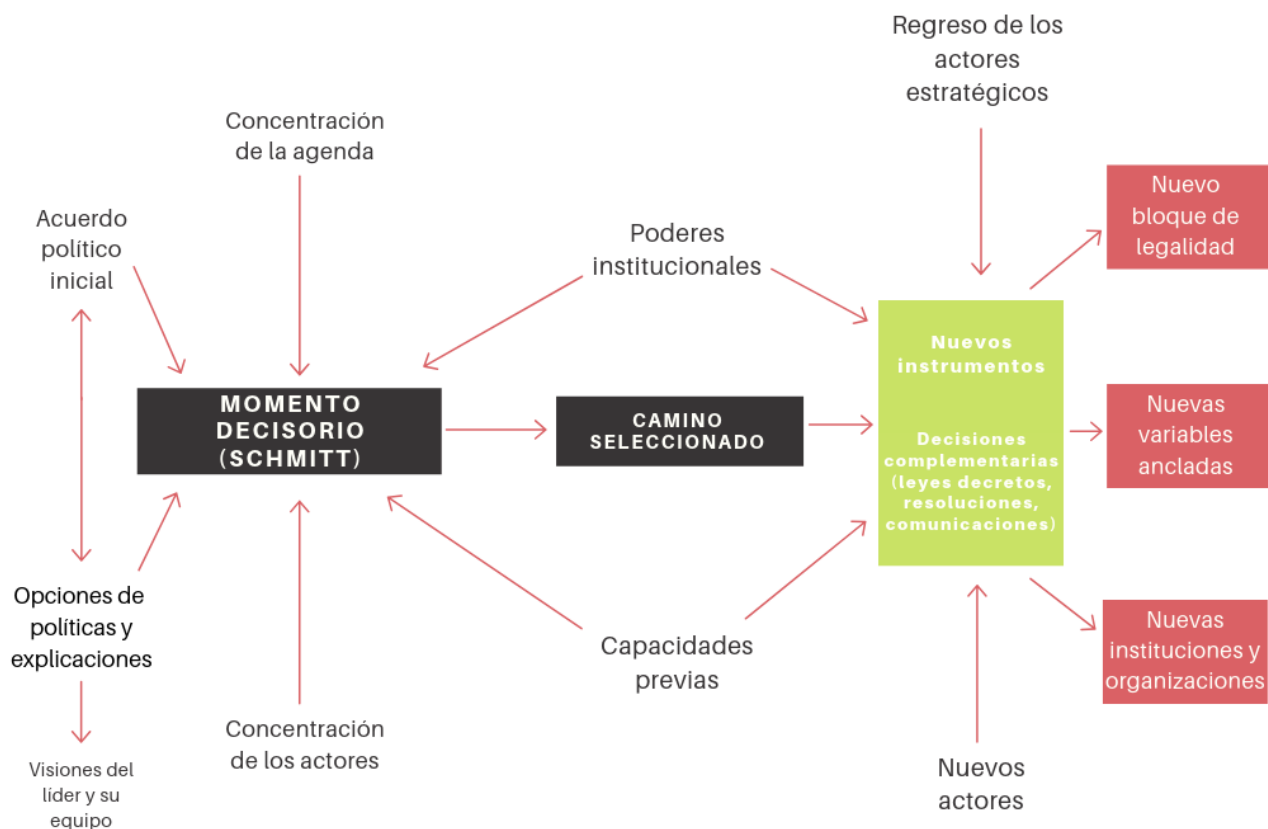 Regreso de los
actores
estratégicos
Concentración
de la agenda
Nuevo
bloque de
legalidad
Acuerdo
político
inicial
Poderes
institucionales
Nuevos
instrumentos
MOMENTO
DECISORIO
(SCHMITT)
CAMINO
SELECCIONADO
Nuevas
variables
ancladas
Decisiones
complementarias
(leyes decretos,
resoluciones,
comunicaciones)
Opciones de
políticas y
explicaciones
Capacidades
previas
Nuevas
instituciones y
organizaciones
Concentración
de los actores
Visiones del
líder y su
equipo
Nuevos
actores